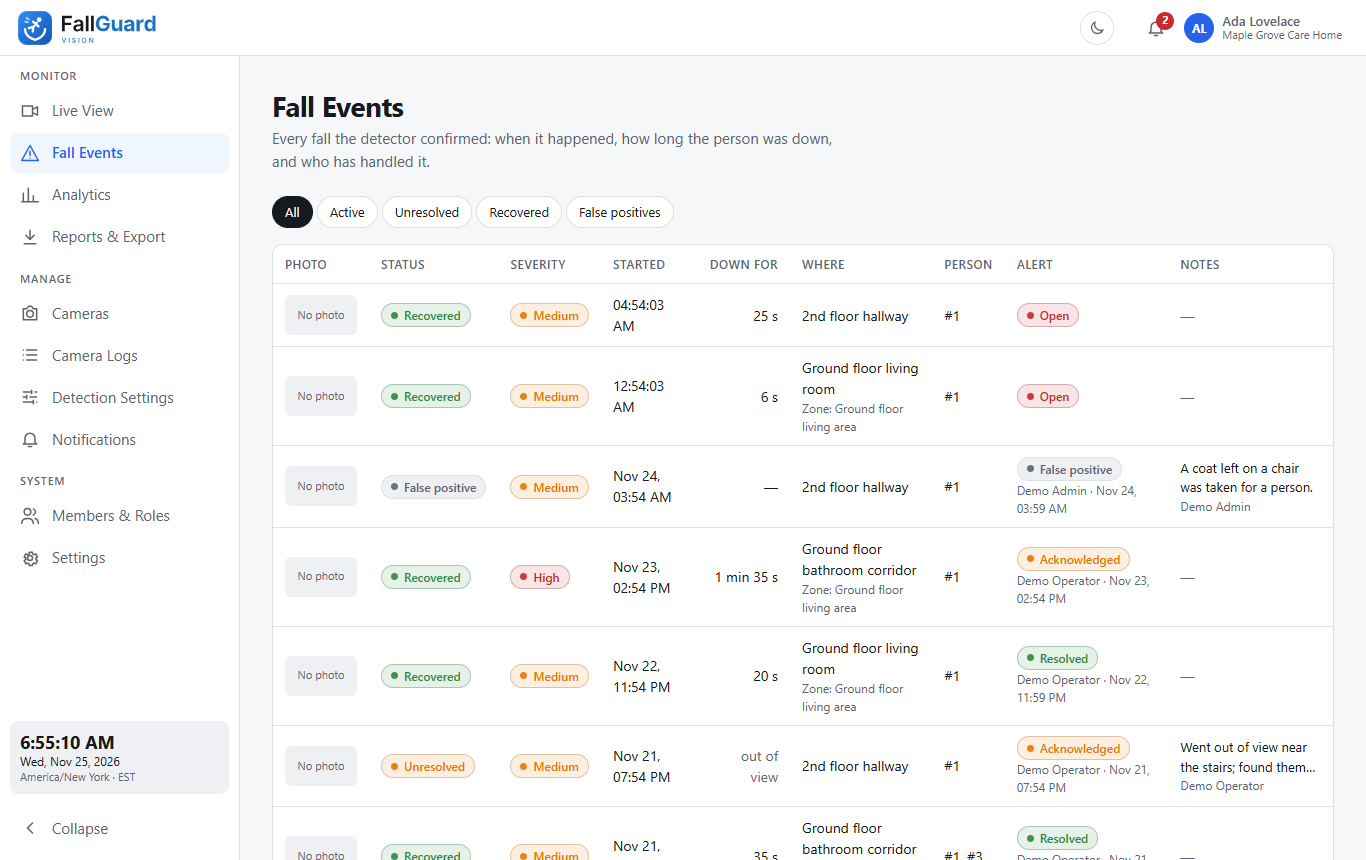 FallGuard
VISION
2
AL
Ada Lovelace
Maple Grove Care Home
MONITOR
Live View
Fall Events
Analytics
Reports & Export
MANAGE
Cameras
Camera Logs
Detection Settings
Notifications
SYSTEM
Members & Roles
Settings
6:55:10 AM
Wed, Nov 25, 2026
America/New York · EST
Collapse
Fall Events
Every fall the detector confirmed: when it happened, how long the person was down,
and who has handled it.
All Active Unresolved Recovered False positives
PHOTO STATUS SEVERITY STARTED DOWN FOR WHERE PERSON ALERT NOTES
No photo Recovered Medium 04:54:03 AM 25 s 2nd floor hallway #1 Open —
No photo Recovered Medium 12:54:03 AM 6 s Ground floor living room #1 Open —
Zone: Ground floor living area
No photo False positive Medium Nov 24, 03:54 AM — 2nd floor hallway #1 False positive A coat left on a chair was taken for a person.
Demo Admin · Nov 24, 03:59 AM Demo Admin
No photo Recovered High Nov 23, 02:54 PM 1 min 35 s Ground floor bathroom corridor #1 Acknowledged —
Zone: Ground floor living area Demo Operator · Nov 23, 02:54 PM
No photo Recovered Medium Nov 22, 11:54 PM 20 s Ground floor living room #1 Resolved —
Zone: Ground floor living area Demo Operator · Nov 22, 11:59 PM
No photo Unresolved Medium Nov 21, 07:54 PM out of view 2nd floor hallway #1 Acknowledged Went out of view near the stairs; found them...
Demo Operator · Nov 21, 07:54 PM Demo Operator
No photo Recovered Medium Nov 21, 35 s Ground floor bathroom corridor #1, #3 Resolved —
Demo Operator · Nov 21,